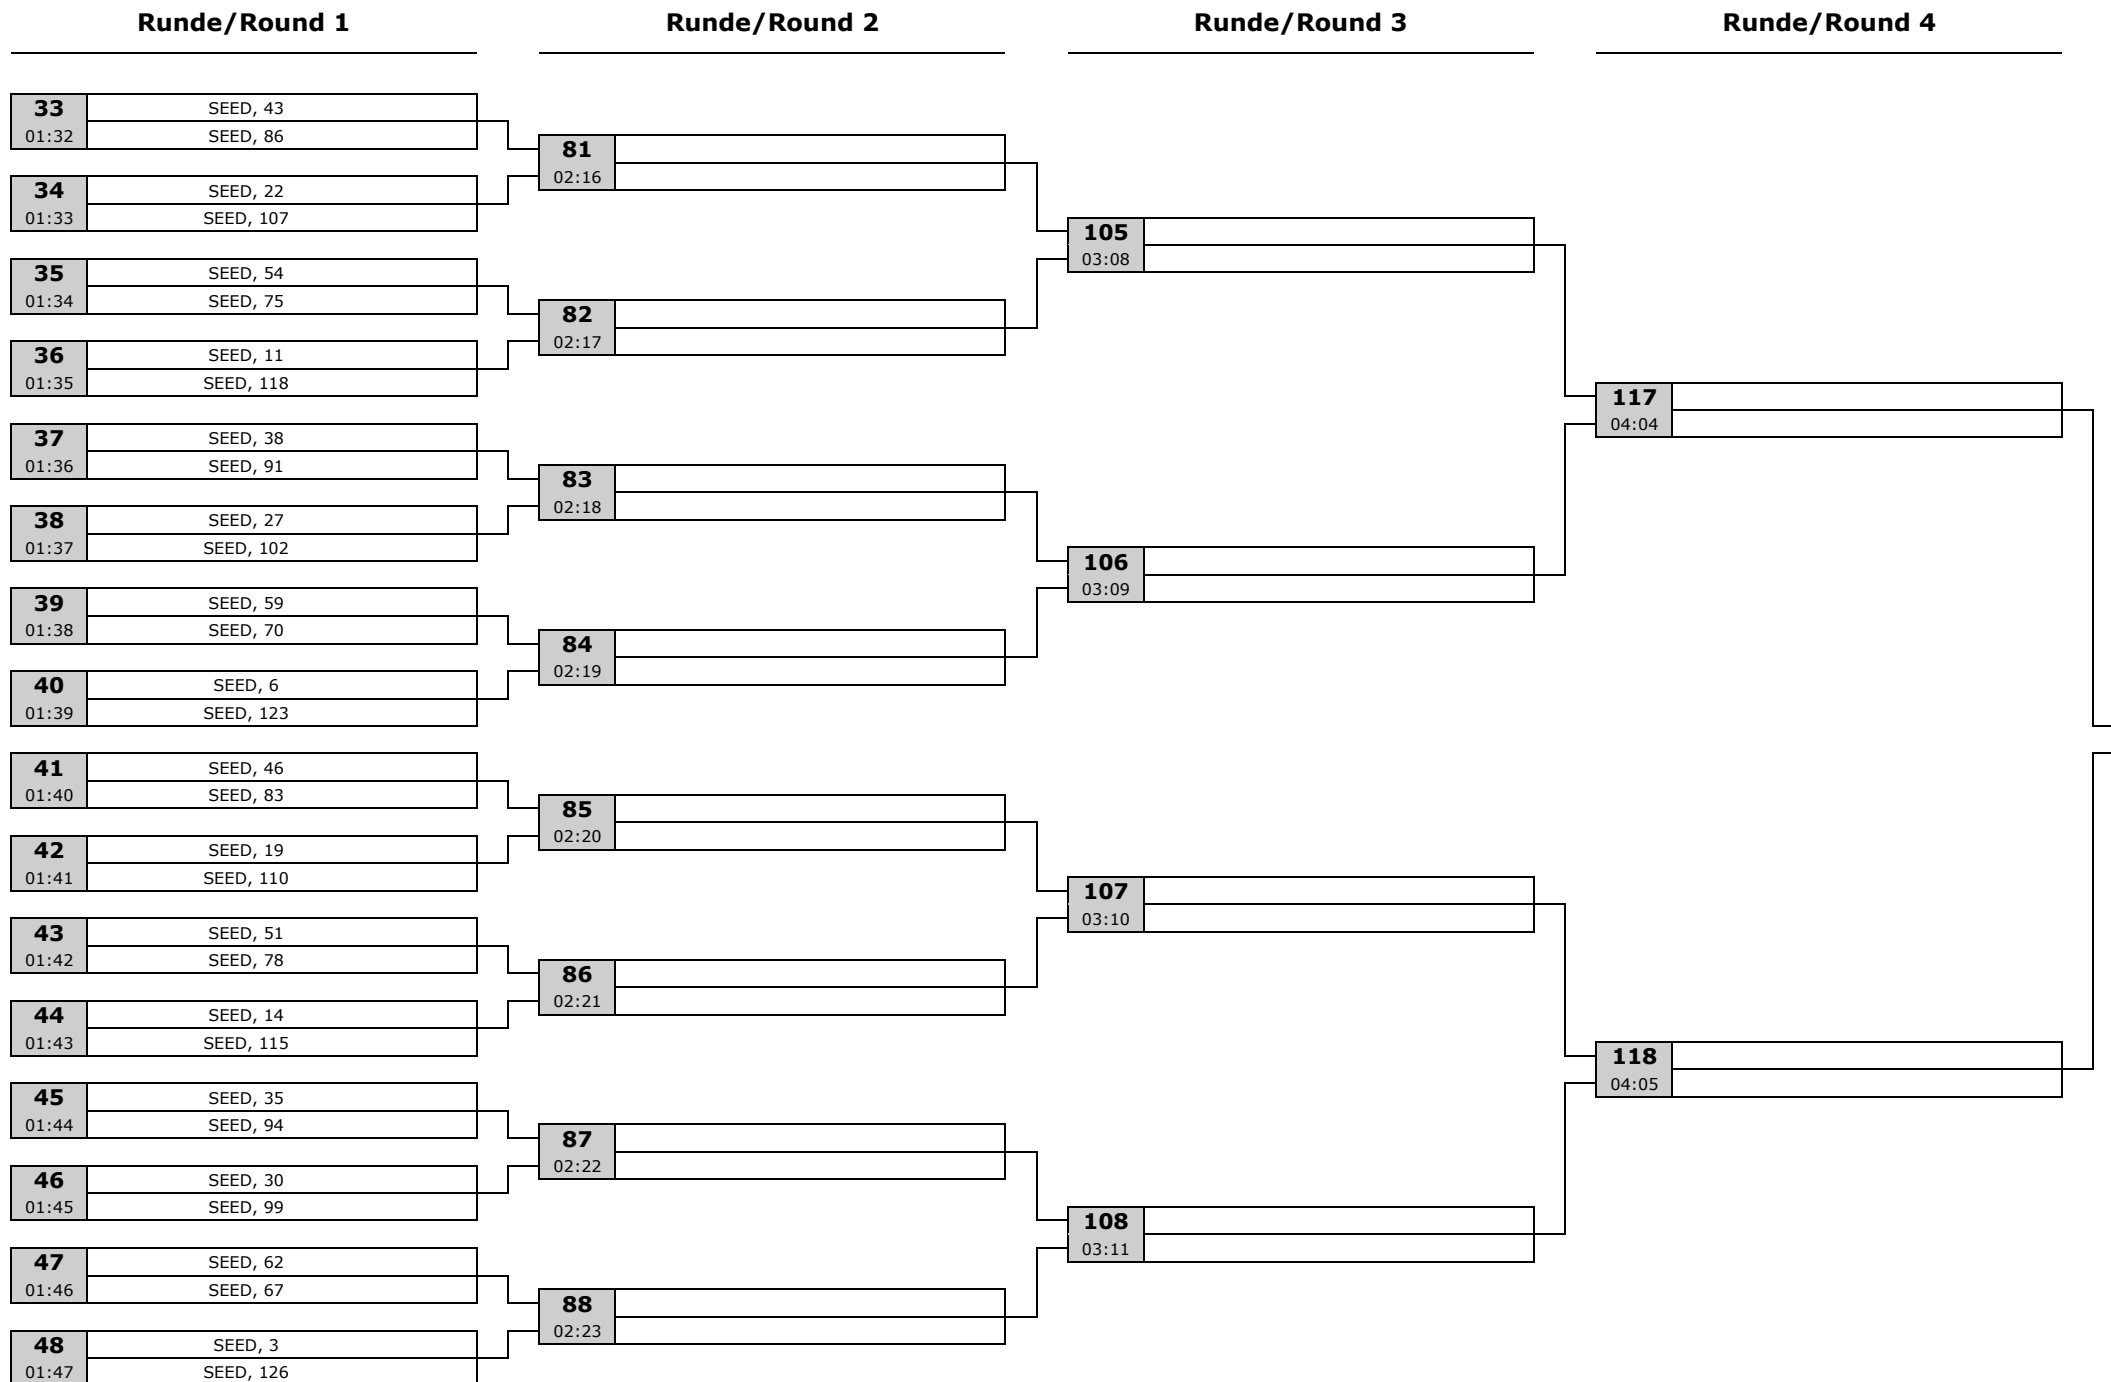 Runde/Round 1
Runde/Round 2
Runde/Round 3
Runde/Round 4
33
SEED, 43
01:32
SEED, 86
34
SEED, 22
01:33
SEED, 107
35
SEED, 54
01:34
SEED, 75
36
SEED, 11
01:35
SEED, 118
37
SEED, 38
01:36
SEED, 91
38
SEED, 27
01:37
SEED, 102
39
SEED, 59
01:38
SEED, 70
40
SEED, 6
01:39
SEED, 123
41
SEED, 46
01:40
SEED, 83
42
SEED, 19
01:41
SEED, 110
43
SEED, 51
01:42
SEED, 78
44
SEED, 14
01:43
SEED, 115
45
SEED, 35
01:44
SEED, 94
46
SEED, 30
01:45
SEED, 99
47
SEED, 62
01:46
SEED, 67
48
SEED, 3
01:47
SEED, 126
81
02:16
82
02:17
83
02:18
84
02:19
85
02:20
86
02:21
87
02:22
88
02:23
105
03:08
106
03:09
107
03:10
108
03:11
117
04:04
118
04:05